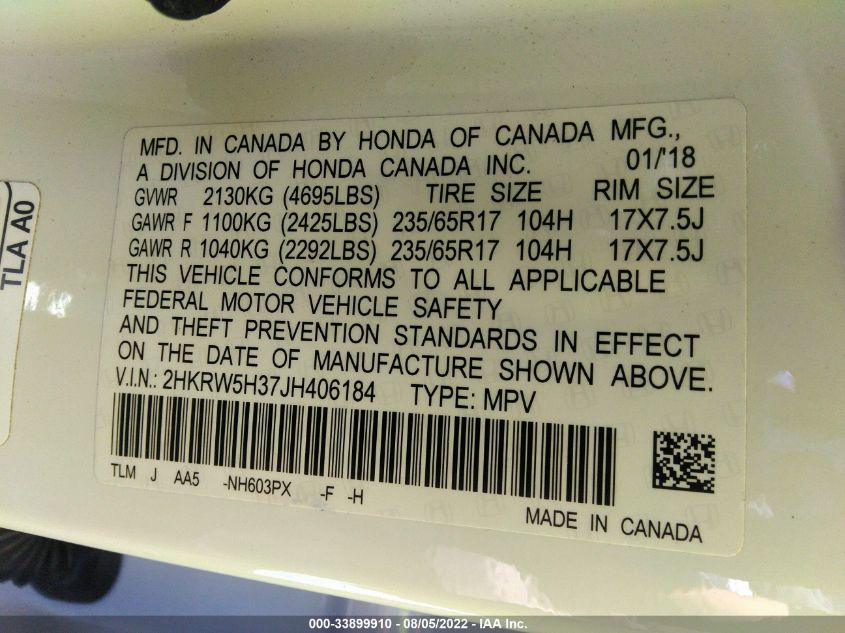 MFD. IN CANADA BY HONDA OF CANADA MFG.,
A DIVISION OF HONDA CANADA INC. 01/'18
GVWR 2130KG (4695LBS) TIRE SIZE RIM SIZE
GAWR F 1100KG (2425LBS) 235/65R17 104H 17X7.5J
GAWR R 1040KG (2292LBS) 235/65R17 104H 17X7.5J
THIS VEHICLE CONFORMS TO ALL APPLICABLE
FEDERAL MOTOR VEHICLE SAFETY
AND THEFT PREVENTION STANDARDS IN EFFECT
ON THE DATE OF MANUFACTURE SHOWN ABOVE.
V.I.N.: 2HKRW5H37JH406184 TYPE: MPV
TLM J AA5 -NH603PX -F -H
MADE IN CANADA
TLA A0
000-33899910 - 08/05/2022 - IAA Inc.